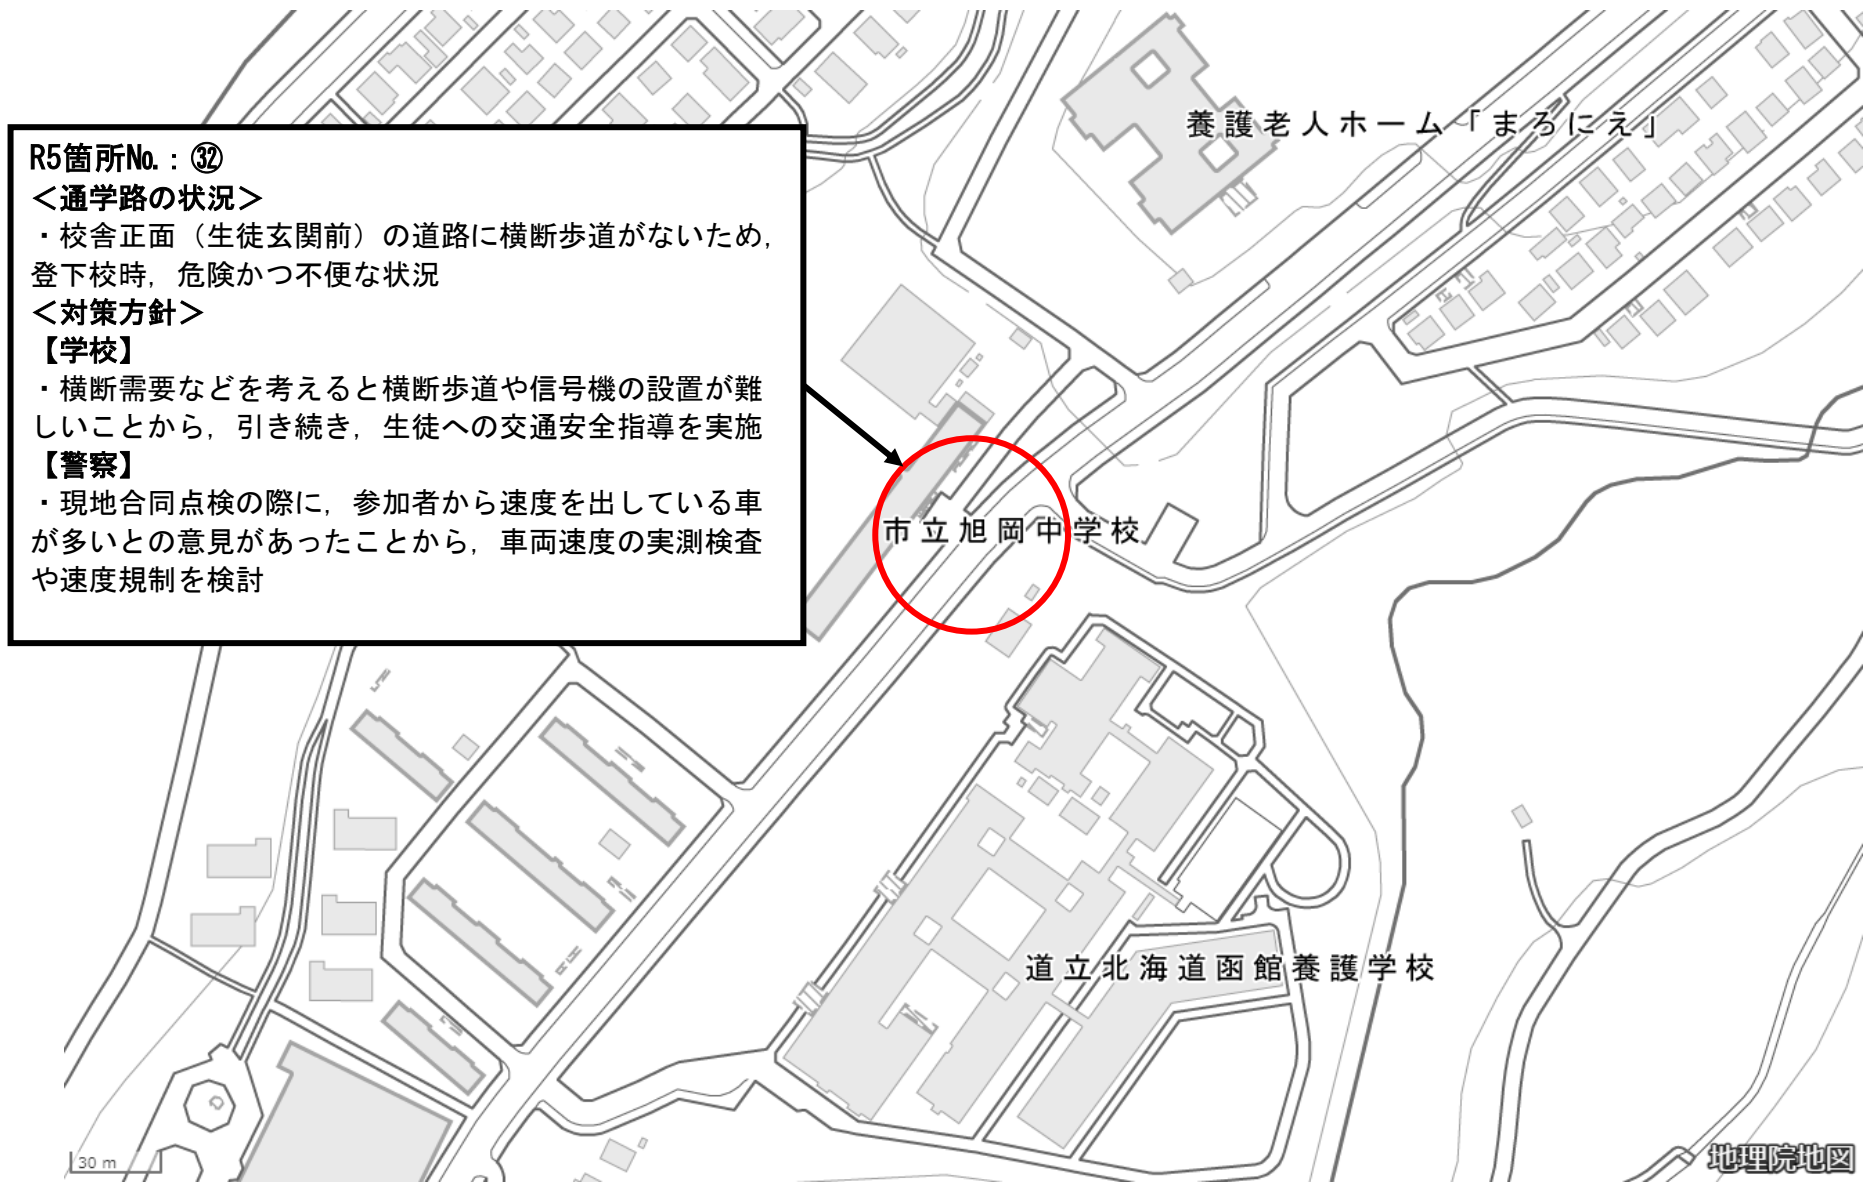 R5箇所No.：㉜
＜通学路の状況＞
・校舎正面（生徒玄関前）の道路に横断歩道がないため，
登下校時，危険かつ不便な状況
＜対策方針＞
【学校】
・横断需要などを考えると横断歩道や信号機の設置が難
しいことから，引き続き，生徒への交通安全指導を実施
【警察】
・現地合同点検の際に，参加者から速度を出している車
が多いとの意見があったことから，車両速度の実測検査
や速度規制を検討
養護老人ホーム「まろにえ」
市立旭岡中学校
道立北海道函館養護学校
30 m
地理院地図